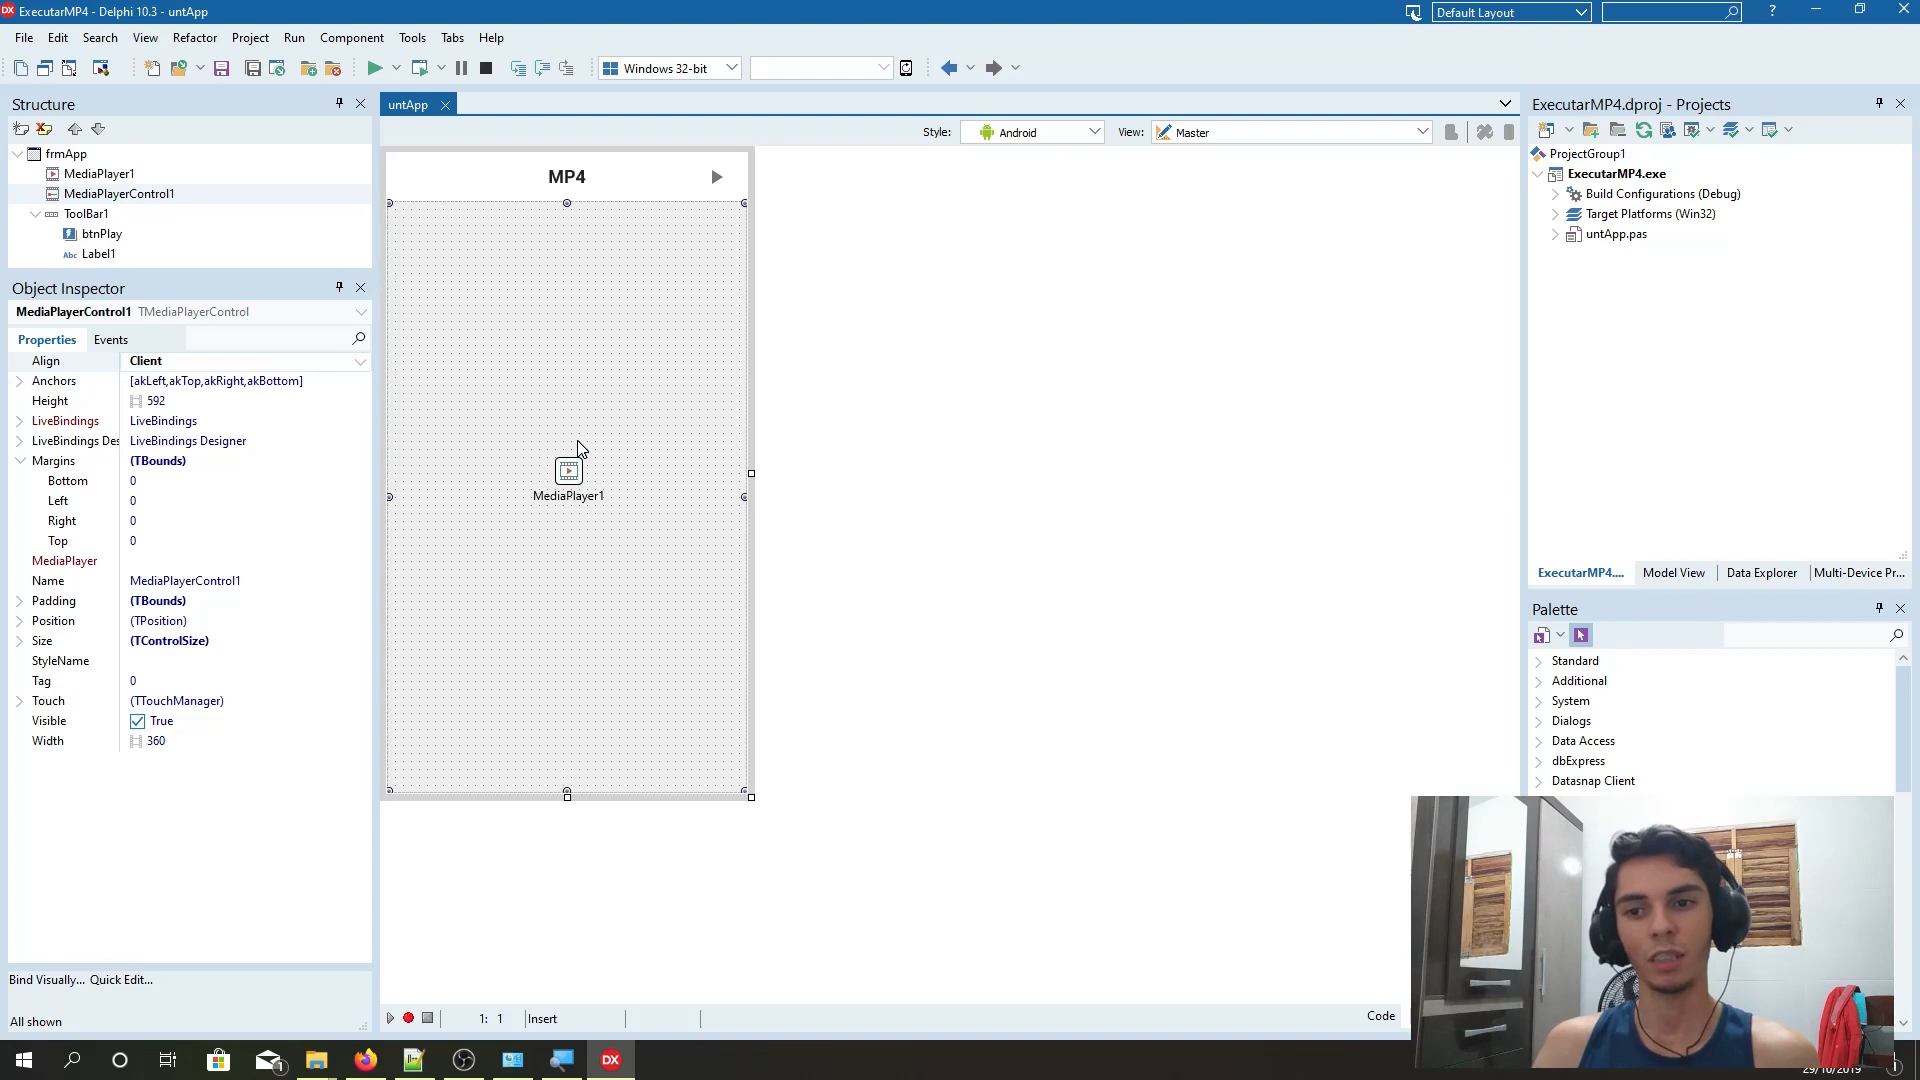 ExecutarMP4 - Delphi 10.3 - untApp
Default Layout
File Edit Search View Refactor Project Run Component Tools Tabs Help
Windows 32-bit
Structure
frmApp
MediaPlayer1
MediaPlayerControl1
ToolBar1
btnPlay
Abc Label1
Object Inspector
MediaPlayerControl1 TMediaPlayerControl
Properties Events
Align Client
Anchors [akLeft,akTop,akRight,akBottom]
Height 592
LiveBindings LiveBindings
LiveBindings Des LiveBindings Designer
Margins (TBounds)
Bottom 0
Left 0
Right 0
Top 0
MediaPlayer
Name MediaPlayerControl1
Padding (TBounds)
Position (TPosition)
Size (TControlSize)
StyleName
Tag 0
Touch (TTouchManager)
Visible True
Width 360
Bind Visually... Quick Edit...
All shown
untApp
Style: Android View: Master
MP4
MediaPlayer1
1: 1 Insert
Code
ExecutarMP4.dproj - Projects
ProjectGroup1
ExecutarMP4.exe
Build Configurations (Debug)
Target Platforms (Win32)
untApp.pas
ExecutarMP4.... Model View Data Explorer Multi-Device Pr...
Palette
Standard
Additional
System
Dialogs
Data Access
dbExpress
Datasnap Client
DX
29/10/2019